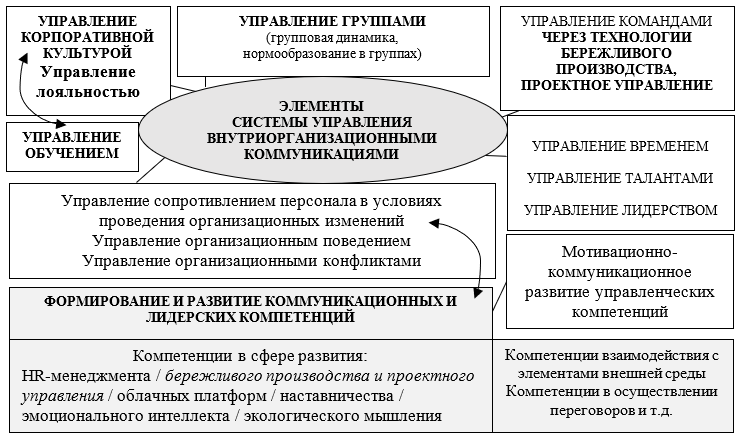 УПРАВЛЕНИЕ
КОРПОРАТИВНОЙ
КУЛЬТУРОЙ
Управление
лояльностью
УПРАВЛЕНИЕ ГРУППАМИ
(групповая динамика,
нормообразование в группах)
УПРАВЛЕНИЕ КОМАНДАМИ
ЧЕРЕЗ ТЕХНОЛОГИИ
БЕРЕЖЛИВОГО
ПРОИЗВОДСТВА,
ПРОЕКТНОЕ УПРАВЛЕНИЕ
ЭЛЕМЕНТЫ
СИСТЕМЫ УПРАВЛЕНИЯ
ВНУТРИОРГАНИЗАЦИОННЫМИ
КОММУНИКАЦИЯМИ
УПРАВЛЕНИЕ
ОБУЧЕНИЕМ
УПРАВЛЕНИЕ ВРЕМЕНЕМ
УПРАВЛЕНИЕ ТАЛАНТАМИ
УПРАВЛЕНИЕ ЛИДЕРСТВОМ
Управление сопротивлением персонала в условиях
проведения организационных изменений
Управление организационным поведением
Управление организационными конфликтами
Мотивационно-
коммуникационное
развитие управленческих
компетенций
ФОРМИРОВАНИЕ И РАЗВИТИЕ КОММУНИКАЦИОННЫХ И
ЛИДЕРСКИХ КОМПЕТЕНЦИЙ
Компетенции в сфере развития:
HR-менеджмента / бережливого производства и проектного
управления / облачных платформ / наставничества /
эмоционального интеллекта / экологического мышления
Компетенции взаимодействия с
элементами внешней среды
Компетенции в осуществлении
переговоров и т.д.